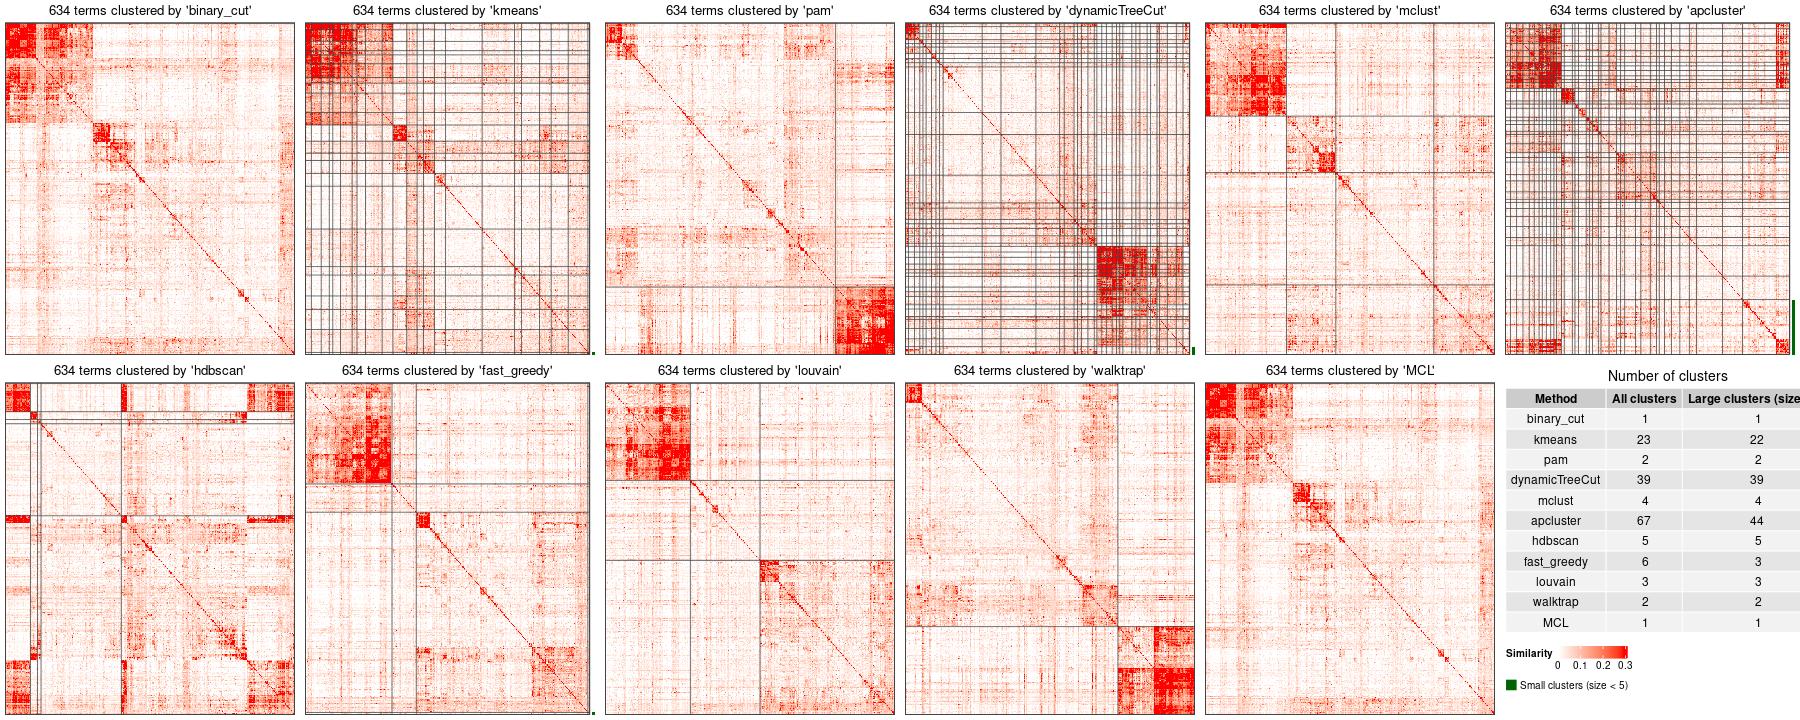 634 terms clustered by 'binary_cut'
634 terms clustered by 'kmeans'
634 terms clustered by 'pam'
634 terms clustered by 'dynamicTreeCut'
634 terms clustered by 'mclust'
634 terms clustered by 'apcluster'
634 terms clustered by 'hdbscan'
634 terms clustered by 'fast_greedy'
634 terms clustered by 'louvain'
634 terms clustered by 'walktrap'
634 terms clustered by 'MCL'
Number of clusters
Method All clusters Large clusters (size
binary_cut 1 1
kmeans 23 22
pam 2 2
dynamicTreeCut 39 39
mclust 4 4
apcluster 67 44
hdbscan 5 5
fast_greedy 6 3
louvain 3 3
walktrap 2 2
MCL 1 1
Similarity
0 0.1 0.2 0.3
Small clusters (size < 5)